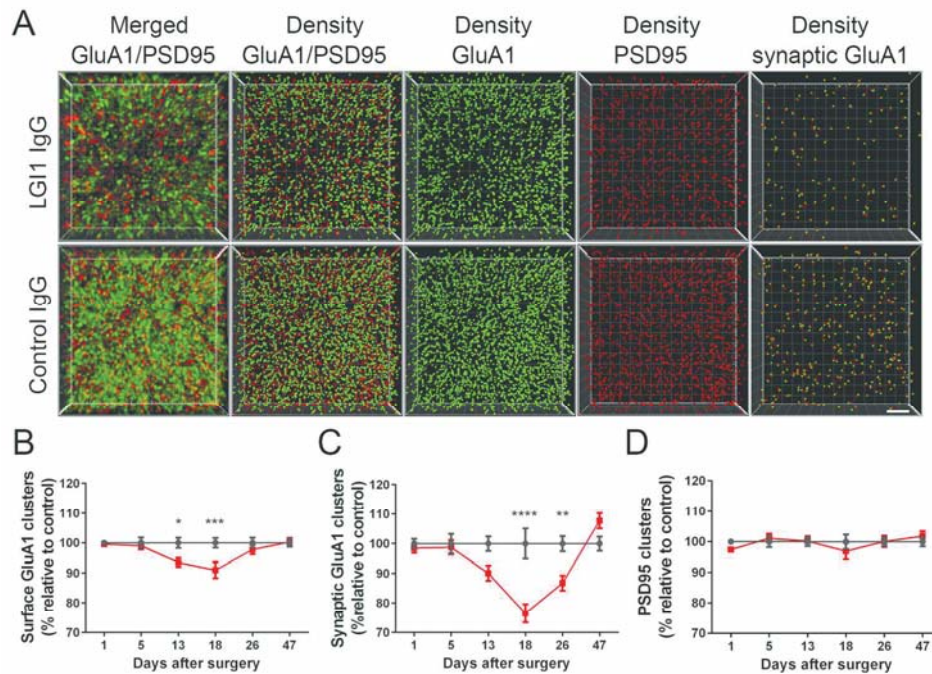 A
Merged
GluA1/PSD95
Density
GluA1/PSD95
Density
GluA1
Density
PSD95
Density
synaptic GluA1
LGI1 IgG
Control IgG
B
Surface GluA1 clusters
(% relative to control)
120
110
100
90
80
70
* ***
1 5 13 18 26 47
Days after surgery
C
Synaptic GluA1 clusters
(%relative to control)
120
110
100
90
80
70
**** **
1 5 13 18 26 47
Days after surgery
D
PSD95 clusters
(% relative to control)
120
110
100
90
80
70
1 5 13 18 26 47
Days after surgery